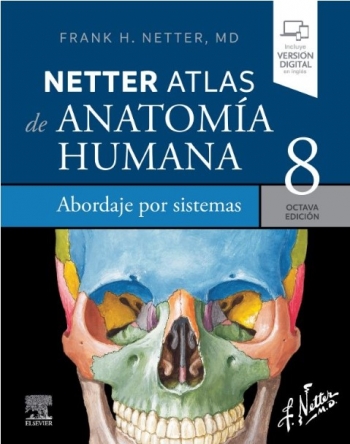 FRANK H. NETTER, MD
Incluye
VERSIÓN
DIGITAL
en inglés
NETTER ATLAS
de ANATOMÍA
HUMANA
8
OCTAVA
EDICIÓN
Abordaje por sistemas
ELSEVIER
F. Netter
M.D.